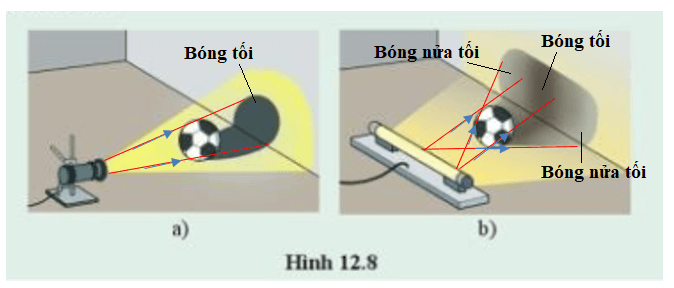 Bóng tối
Bóng nửa tối
Bóng tối
Bóng nửa tối
a)
b)
Hình 12.8